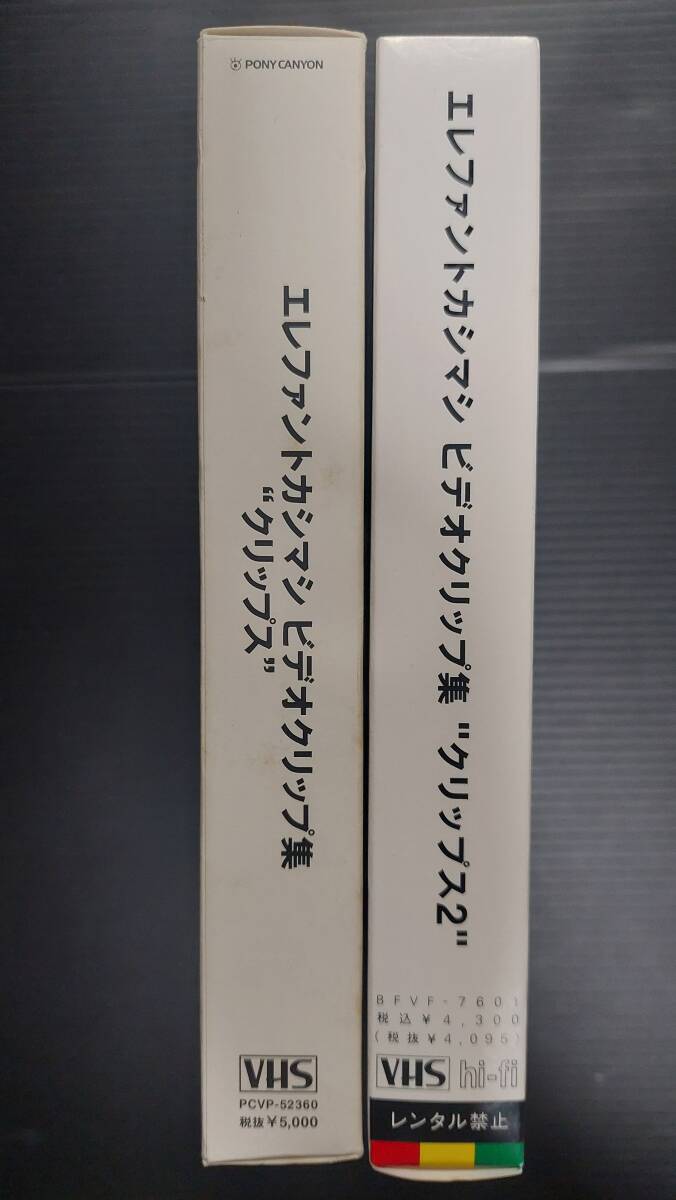 PONY CANYON
エレファントカシマシ ビデオクリップ集
“クリップス”
VHS
PCVP-52360
税抜¥5,000
エレファントカシマシ ビデオクリップ集 "クリップス2"
BFVF-7601
税込¥4,300
(税抜¥4,095)
VHS hi-fi
レンタル禁止